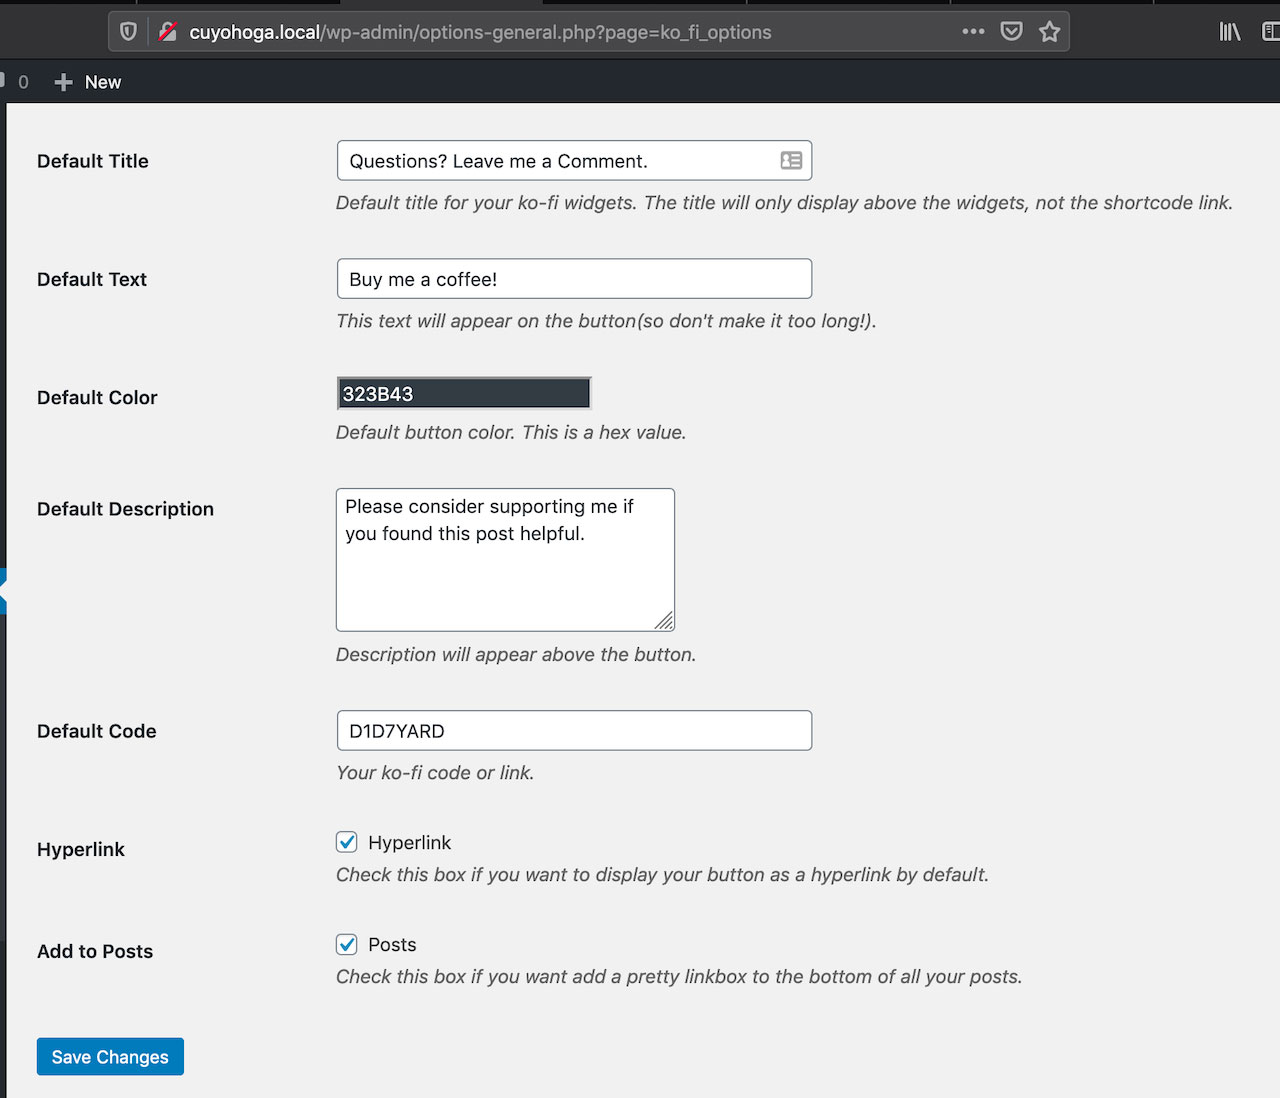 cuyohoga.local/wp-admin/options-general.php?page=ko_fi_options
0 New
Default Title
Questions? Leave me a Comment.
Default title for your ko-fi widgets. The title will only display above the widgets, not the shortcode link.
Default Text
Buy me a coffee!
This text will appear on the button(so don't make it too long!).
Default Color
323B43
Default button color. This is a hex value.
Default Description
Please consider supporting me if
you found this post helpful.
Description will appear above the button.
Default Code
D1D7YARD
Your ko-fi code or link.
Hyperlink
Hyperlink
Check this box if you want to display your button as a hyperlink by default.
Add to Posts
Posts
Check this box if you want add a pretty linkbox to the bottom of all your posts.
Save Changes